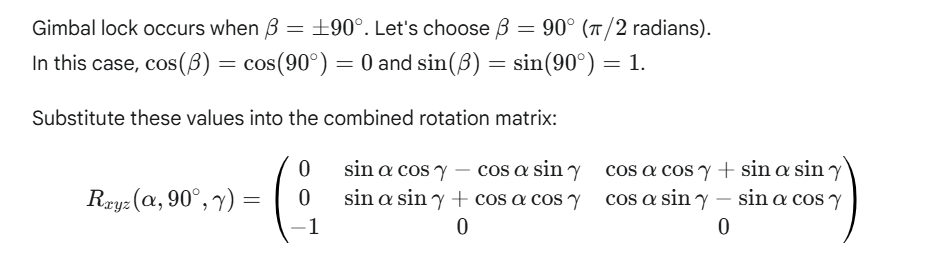 Gimbal lock occurs when β = ±90°. Let's choose β = 90° (π/2 radians).
In this case, cos(β) = cos(90°) = 0 and sin(β) = sin(90°) = 1.
Substitute these values into the combined rotation matrix:
0 sin α cos γ − cos α sin γ cos α cos γ + sin α sin γ
R_xyz(α, 90°, γ) = ( 0 sin α sin γ + cos α cos γ cos α sin γ − sin α cos γ )
−1 0 0